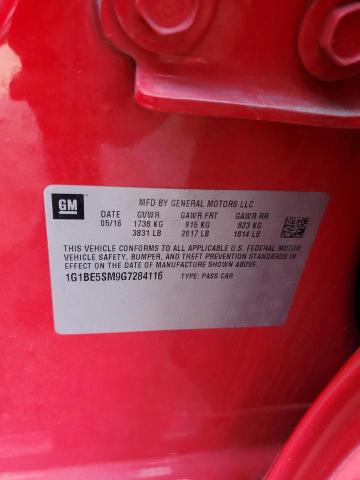 GM
MFD BY GENERAL MOTORS LLC
DATE GVWR GAWR FRT GAWR RR
05/16 1738 KG 915 KG 823 KG
3831 LB 2017 LB 1814 LB
THIS VEHICLE CONFORMS TO ALL APPLICABLE U.S. FEDERAL MOTOR
VEHICLE SAFETY, BUMPER, AND THEFT PREVENTION STANDARDS
IN EFFECT ON THE DATE OF MANUFACTURE SHOWN ABOVE.
1G1BE5SM9G7284116 TYPE: PASS CAR